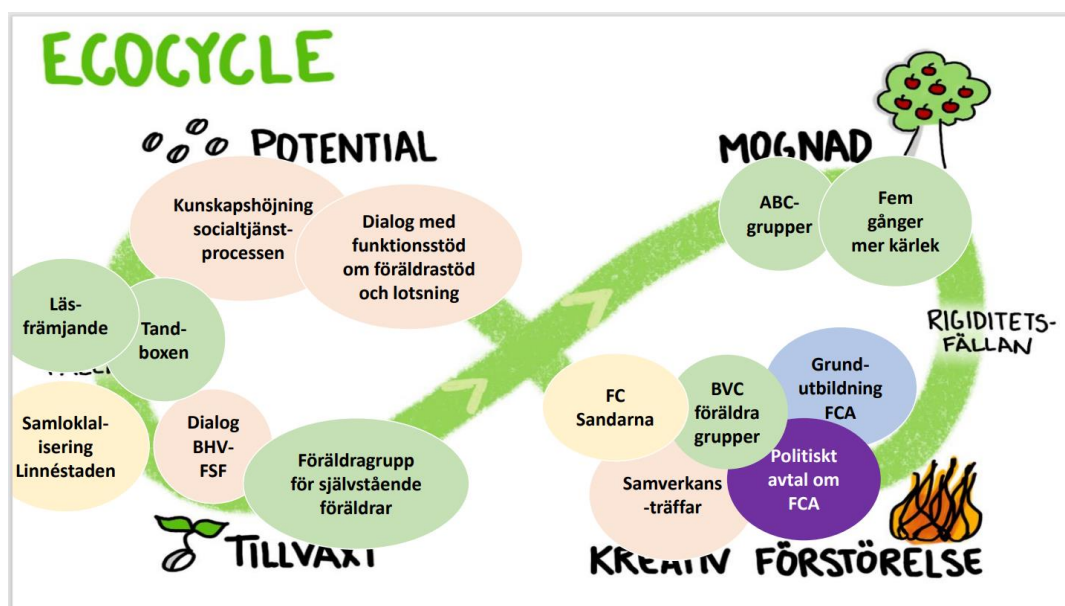 ECOCYCLE
POTENTIAL
MOGNAD
Kunskapshöjning
socialtjänst-
processen
Dialog med
funktionsstöd
om föräldrastöd
och lotsning
ABC-
grupper
Fem
gånger
mer kärlek
Läs-
främjande
Tand-
boxen
RIGIDITETS-
FÄLLAN
Samloklal-
isering
Linnéstaden
Dialog
BHV-
FSF
Föräldragrupp
för självstående
föräldrar
FC
Sandarna
BVC
föräldra
grupper
Grund-
utbildning
FCA
Samverkans
-träffar
Politiskt
avtal om
FCA
TILLVÄXT
KREATIV FÖRSTÖRELSE